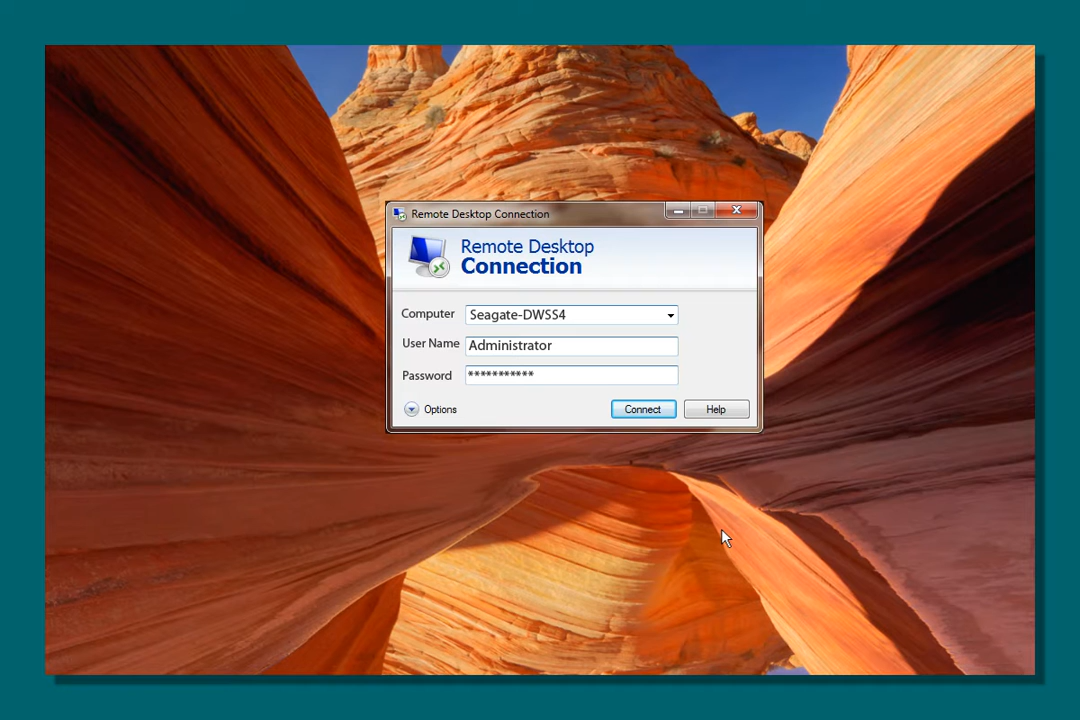 Remote Desktop Connection
Remote Desktop
Connection
Computer Seagate-DWSS4
User Name Administrator
Password ***********
Options Connect Help